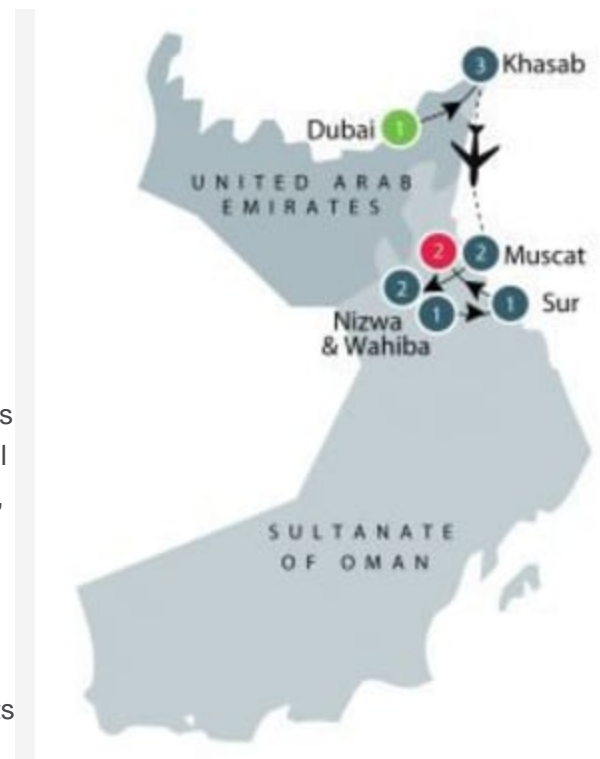 3 Khasab
Dubai 1
UNITED ARAB
EMIRATES
2 2 Muscat
2
1 1 Sur
Nizwa
& Wahiba
s
l
,
SULTANATE
OF OMAN
ts